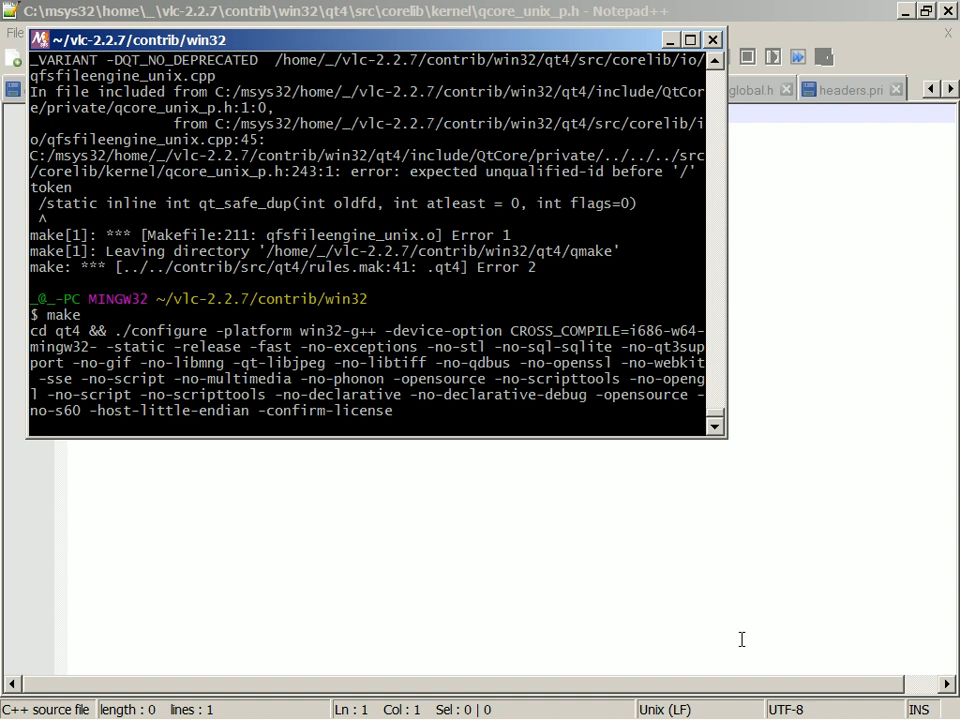 C:\msys32\home\_\vlc-2.2.7\contrib\win32\qt4\src\corelib\kernel\qcore_unix_p.h - Notepad++
File
X
~/vlc-2.2.7/contrib/win32
global.h
headers.pri
_VARIANT -DQT_NO_DEPRECATED  /home/_/vlc-2.2.7/contrib/win32/qt4/src/corelib/io/
qfsfileengine_unix.cpp
In file included from C:/msys32/home/_/vlc-2.2.7/contrib/win32/qt4/include/QtCor
e/private/qcore_unix_p.h:1:0,
                 from C:/msys32/home/_/vlc-2.2.7/contrib/win32/qt4/src/corelib/i
o/qfsfileengine_unix.cpp:45:
C:/msys32/home/_/vlc-2.2.7/contrib/win32/qt4/include/QtCore/private/../../../src
/corelib/kernel/qcore_unix_p.h:243:1: error: expected unqualified-id before '/'
token
 /static inline int qt_safe_dup(int oldfd, int atleast = 0, int flags=0)
 ^
make[1]: *** [Makefile:211: qfsfileengine_unix.o] Error 1
make[1]: Leaving directory '/home/_/vlc-2.2.7/contrib/win32/qt4/qmake'
make: *** [../../contrib/src/qt4/rules.mak:41: .qt4] Error 2
_@_-PC MINGW32 ~/vlc-2.2.7/contrib/win32
$ make
cd qt4 && ./configure -platform win32-g++ -device-option CROSS_COMPILE=i686-w64-
mingw32- -static -release -fast -no-exceptions -no-stl -no-sql-sqlite -no-qt3sup
port -no-gif -no-libmng -qt-libjpeg -no-libtiff -no-qdbus -no-openssl -no-webkit
 -sse -no-script -no-multimedia -no-phonon -opensource -no-scripttools -no-openg
l -no-script -no-scripttools -no-declarative -no-declarative-debug -opensource -
no-s60 -host-little-endian -confirm-license
C++ source file
length : 0    lines : 1
Ln : 1    Col : 1    Sel : 0 | 0
Unix (LF)
UTF-8
INS